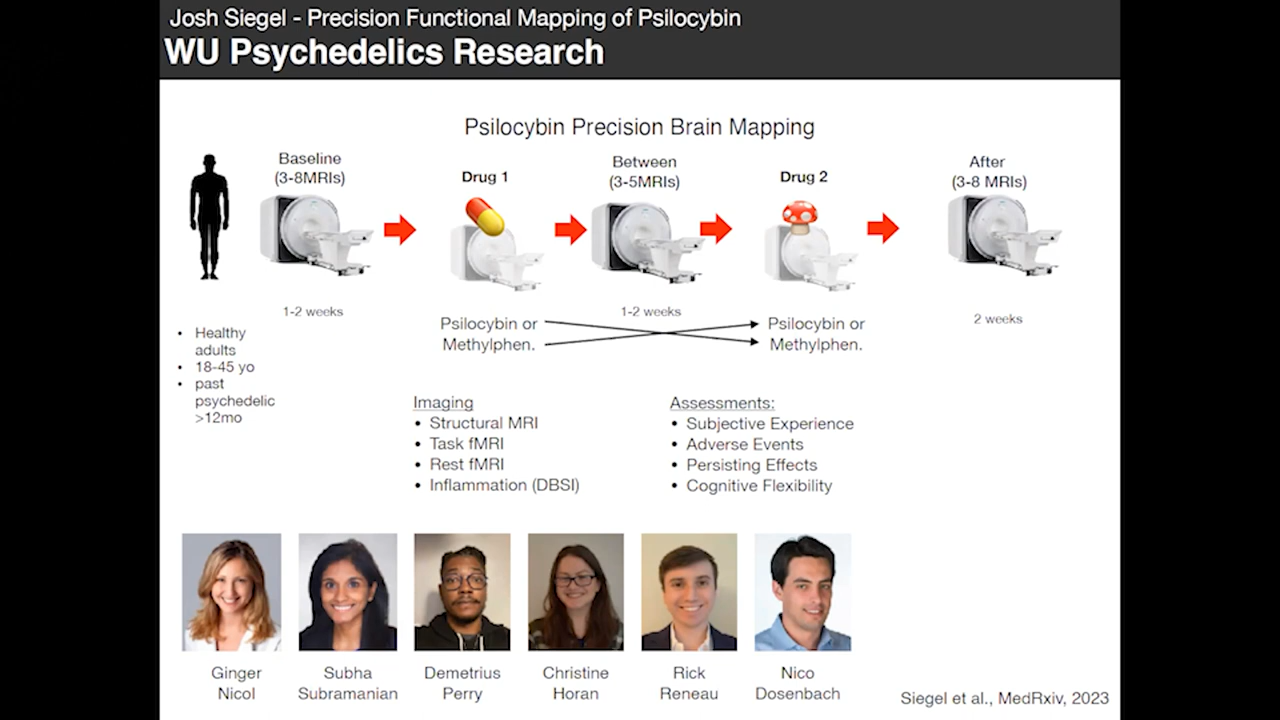 Josh Siegel - Precision Functional Mapping of Psilocybin
WU Psychedelics Research
Psilocybin Precision Brain Mapping
Baseline
(3-8MRIs)
Drug 1
Between
(3-5MRIs)
Drug 2
After
(3-8 MRIs)
1-2 weeks
1-2 weeks
2 weeks
Psilocybin or
Methylphen.
Psilocybin or
Methylphen.
• Healthy
adults
• 18-45 yo
• past
psychedelic
>12mo
Imaging
• Structural MRI
• Task fMRI
• Rest fMRI
• Inflammation (DBSI)
Assessments:
• Subjective Experience
• Adverse Events
• Persisting Effects
• Cognitive Flexibility
Ginger
Nicol
Subha
Subramanian
Demetrius
Perry
Christine
Horan
Rick
Reneau
Nico
Dosenbach
Siegel et al., MedRxiv, 2023